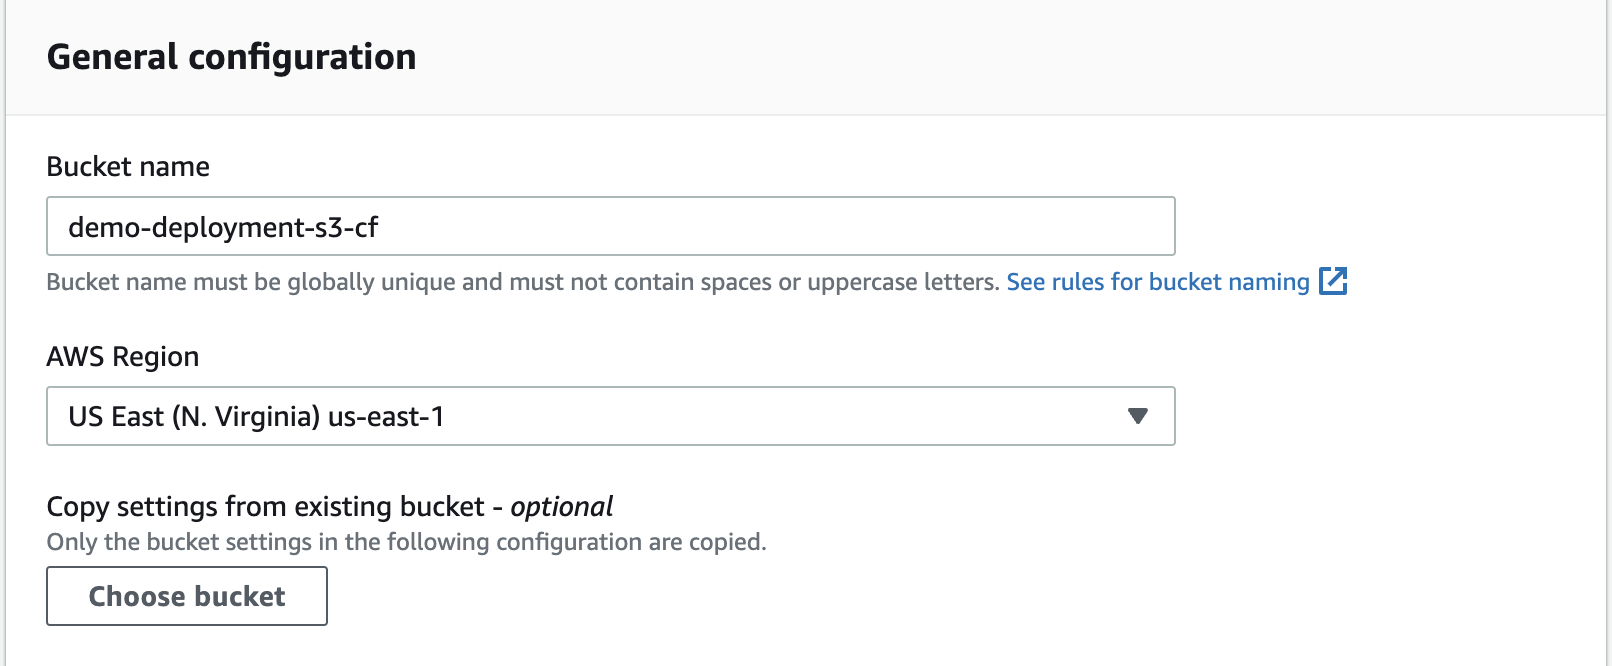 General configuration
Bucket name
demo-deployment-s3-cf
Bucket name must be globally unique and must not contain spaces or uppercase letters. See rules for bucket naming
AWS Region
US East (N. Virginia) us-east-1
Copy settings from existing bucket - optional
Only the bucket settings in the following configuration are copied.
Choose bucket